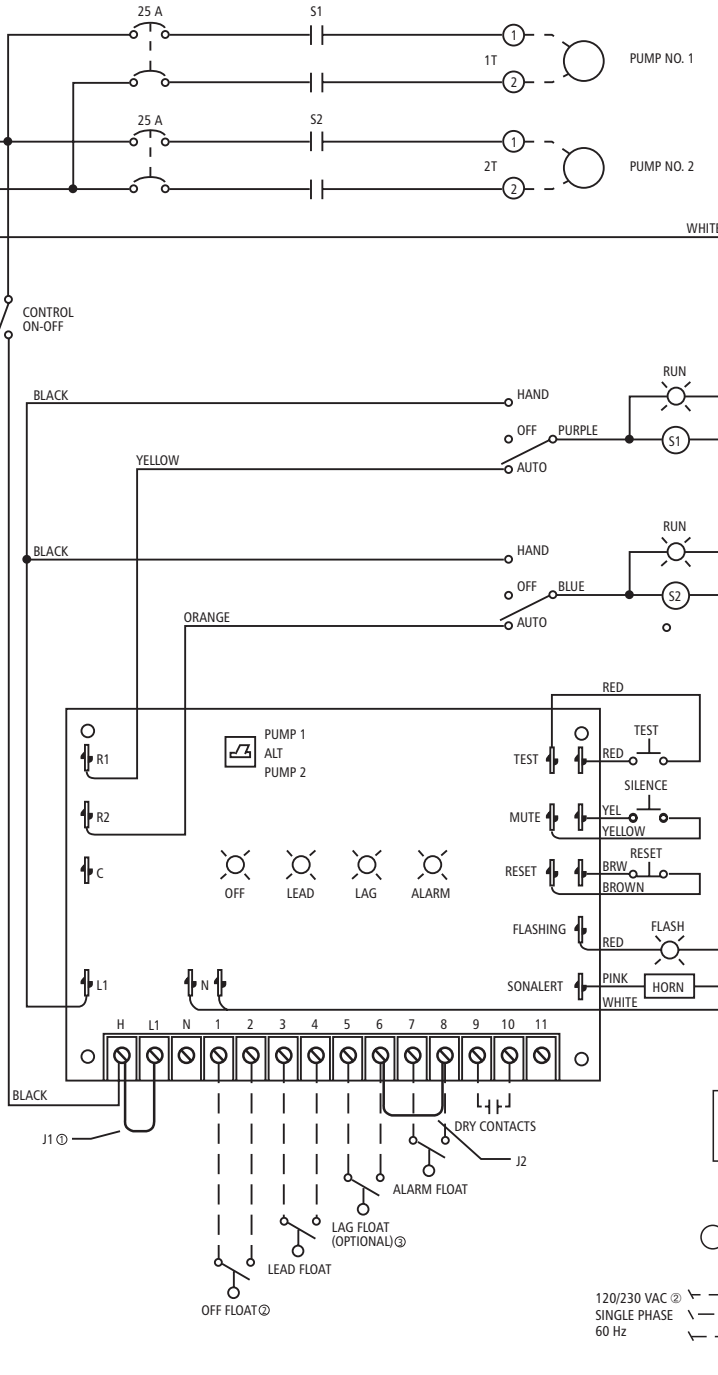 25 A
S1
1
1T
2
PUMP NO. 1
25 A
S2
1
2T
2
PUMP NO. 2
WHITE
CONTROL
ON-OFF
RUN
BLACK
HAND
OFF
PURPLE
S1
YELLOW
AUTO
RUN
BLACK
HAND
OFF
BLUE
S2
ORANGE
AUTO
RED
PUMP 1
ALT
PUMP 2
TEST
R1
TEST
RED
SILENCE
R2
MUTE
YEL
YELLOW
RESET
C
RESET
BRW
BROWN
OFF
LEAD
LAG
ALARM
FLASHING
FLASH
RED
L1
N
SONALERT
PINK
HORN
WHITE
H L1 N 1 2 3 4 5 6 7 8 9 10 11
BLACK
DRY CONTACTS
J1 ①
J2
ALARM FLOAT
LAG FLOAT
(OPTIONAL) ③
LEAD FLOAT
OFF FLOAT ②
120/230 VAC ②
SINGLE PHASE
60 Hz